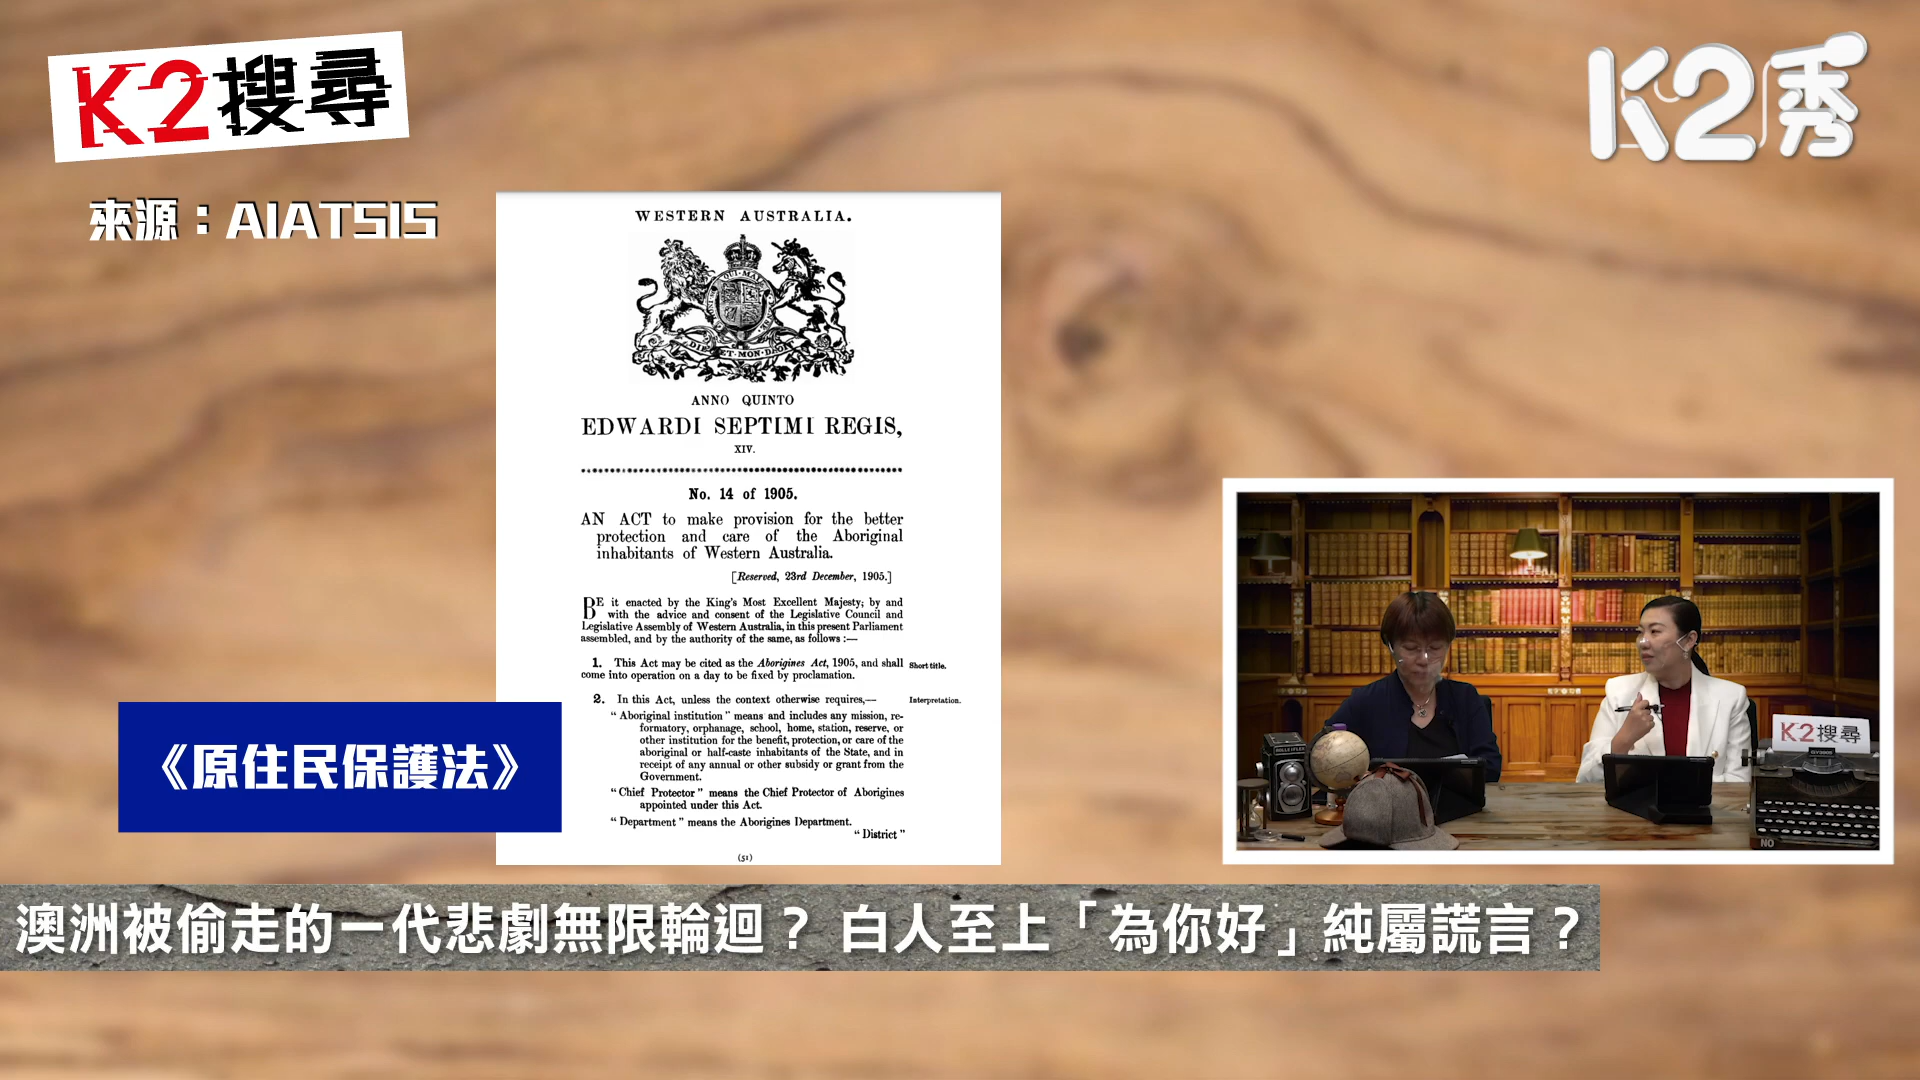 K2搜尋
K2秀
來源：AIATSIS
WESTERN AUSTRALIA.
QUI·MAL
DIEU·ET·MON·DROIT
ANNO QUINTO
EDWARDI SEPTIMI REGIS,
XIV.
No. 14 of 1905.
AN ACT to make provision for the better
protection and care of the Aboriginal
inhabitants of Western Australia.
[Reserved, 23rd December, 1905.]
BE it enacted by the King's Most Excellent Majesty; by and
with the advice and consent of the Legislative Council and
Legislative Assembly of Western Australia, in this present Parliament
assembled, and by the authority of the same, as follows :—
1. This Act may be cited as the Aborigines Act, 1905, and shall
come into operation on a day to be fixed by proclamation.
Short title.
2. In this Act, unless the context otherwise requires,—
Interpretation.
“ Aboriginal institution ” means and includes any mission, re-
formatory, orphanage, school, home, station, reserve, or
other institution for the benefit, protection, or care of the
aboriginal or half-caste inhabitants of the State, and in
receipt of any annual or other subsidy or grant from the
Government.
“ Chief Protector ” means the Chief Protector of Aborigines
appointed under this Act.
“ Department ” means the Aborigines Department.
“ District ”
(51)
《原住民保護法》
K2搜尋
ROLLEIFLEX
NO
澳洲被偷走的一代悲劇無限輪迴？ 白人至上「為你好」純屬謊言？